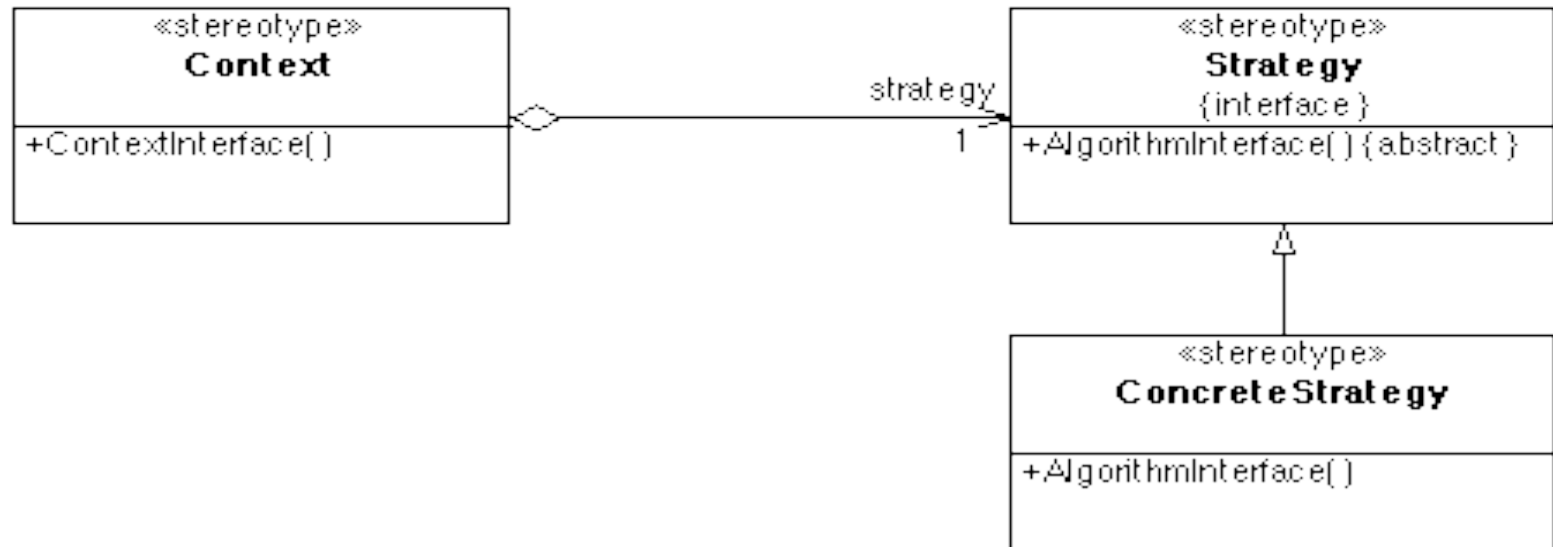 «stereotype»
Context
+ContextInterface()
strategy
1
«stereotype»
Strategy
{interface}
+AlgorithmInterface() {abstract}
«stereotype»
ConcreteStrategy
+AlgorithmInterface()